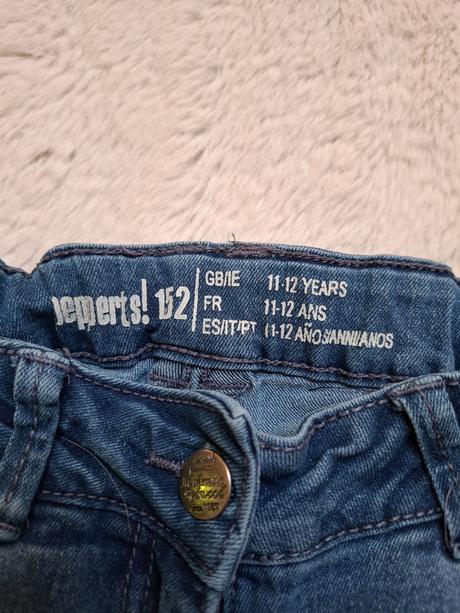 pepperts! 152
GB/IE 11-12 YEARS
FR 11-12 ANS
ES/IT/PT 11-12 AÑOS/ANNI/ANOS